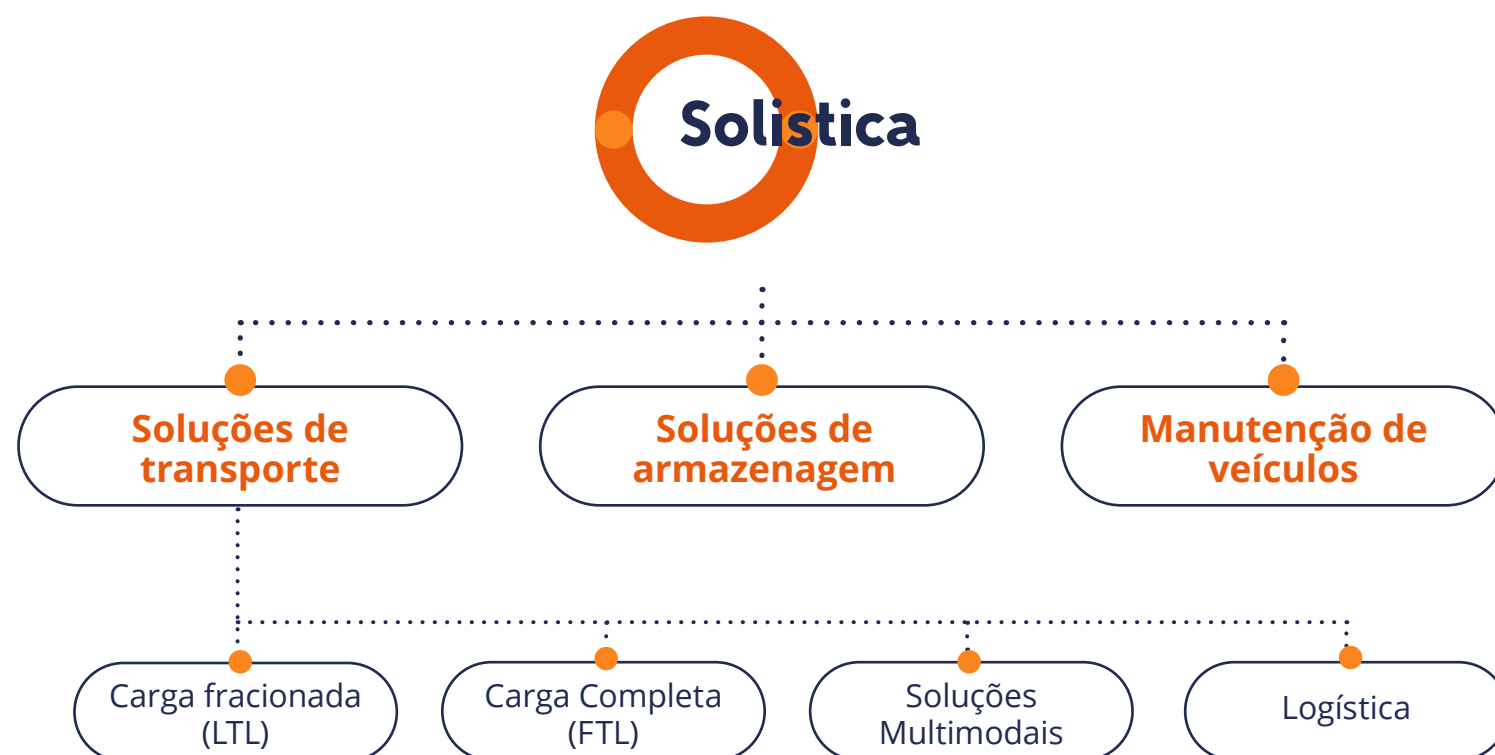 Solistica
Soluções de
transporte
Soluções de
armazenagem
Manutenção de
veículos
Carga fracionada
(LTL)
Carga Completa
(FTL)
Soluções
Multimodais
Logística